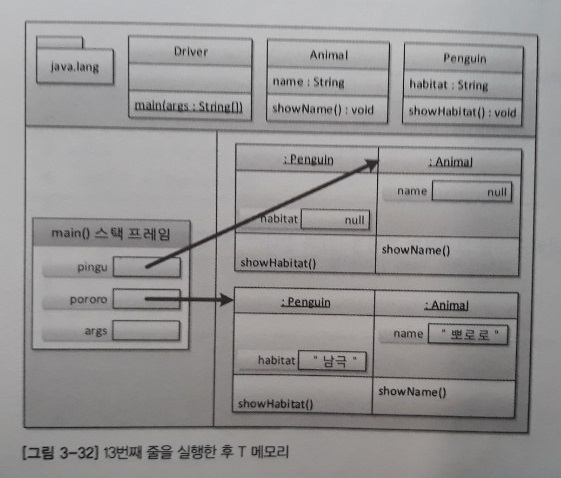 java.lang
Driver
main(args : String[])
Animal
name : String
showName() : void
Penguin
habitat : String
showHabitat() : void
main() 스택 프레임
pingu
pororo
args
: Penguin
habitat null
showHabitat()
: Animal
name null
showName()
: Penguin
habitat "남극"
showHabitat()
: Animal
name "뽀로로"
showName()
[그림 3-32] 13번째 줄을 실행한 후 T 메모리